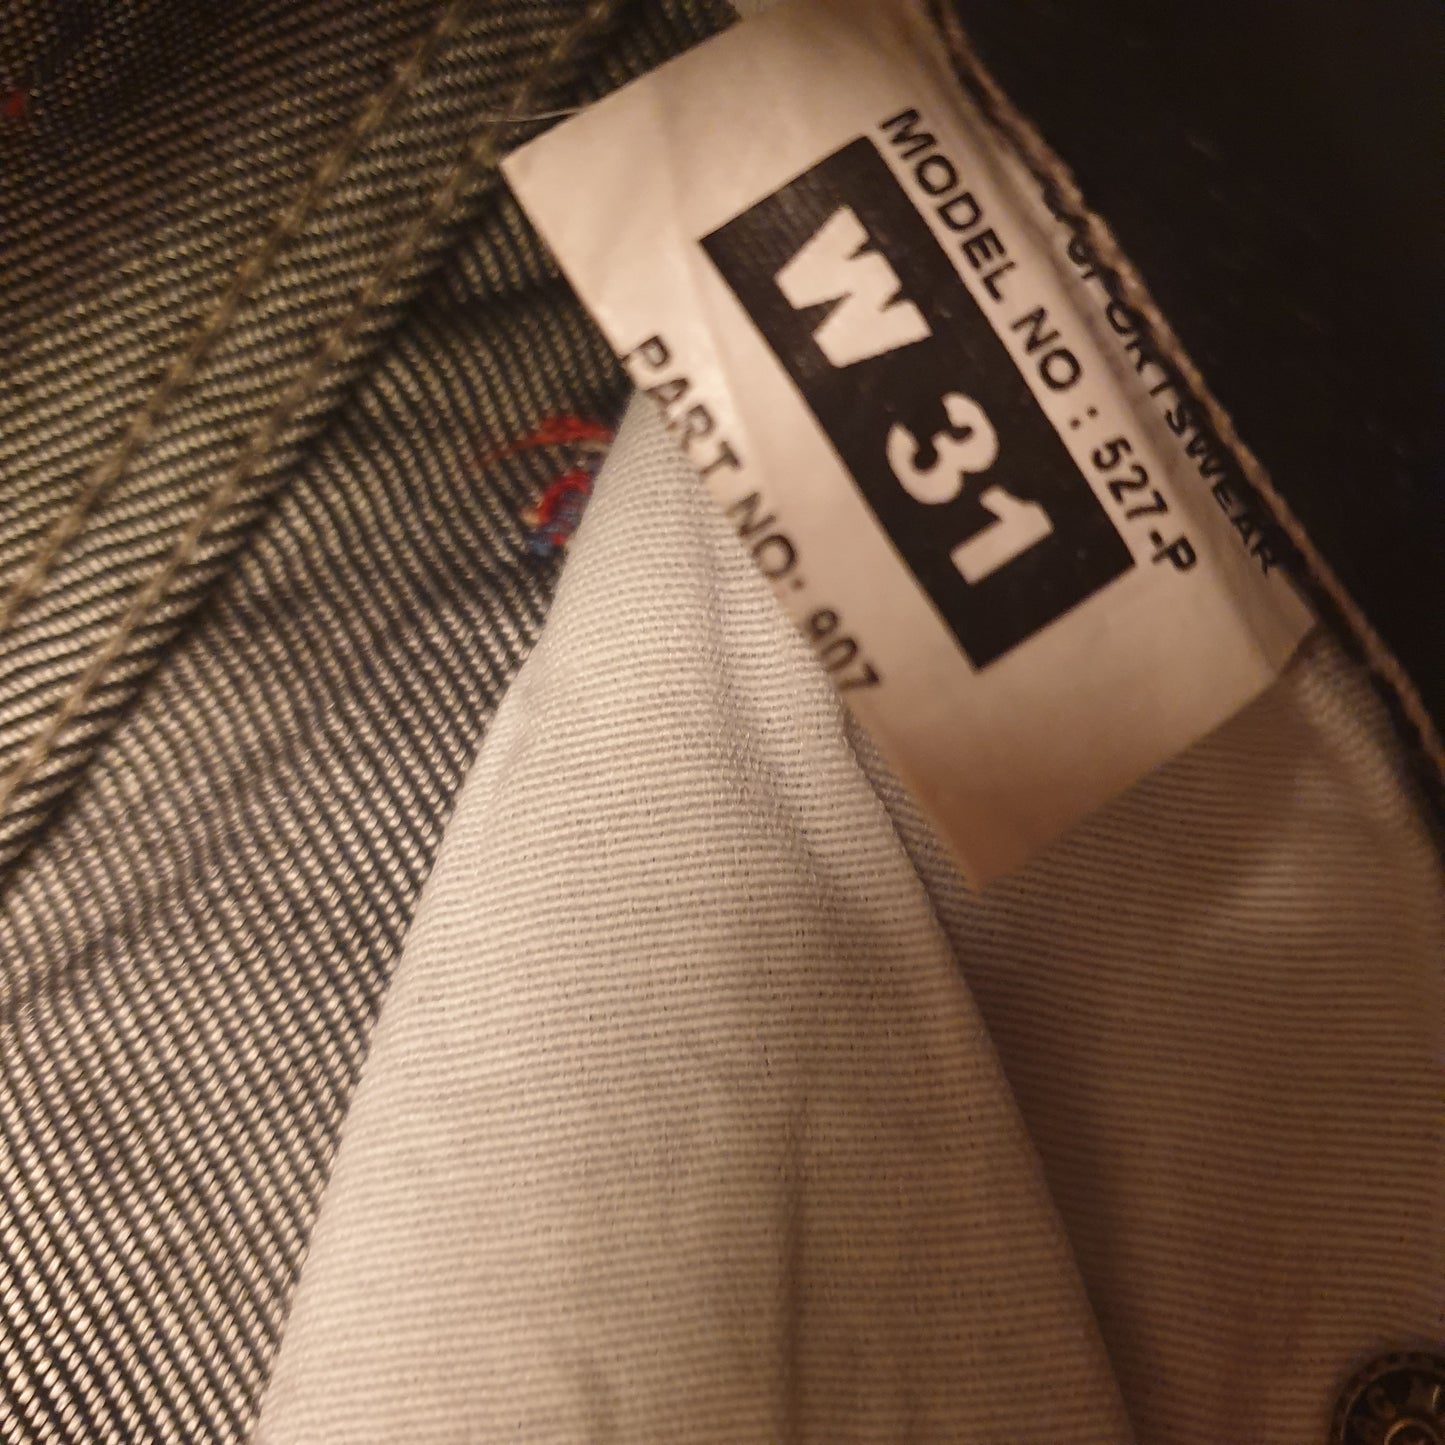 SPORTSWEAR
MODEL NO : 527-P
W 31
PART NO: 907